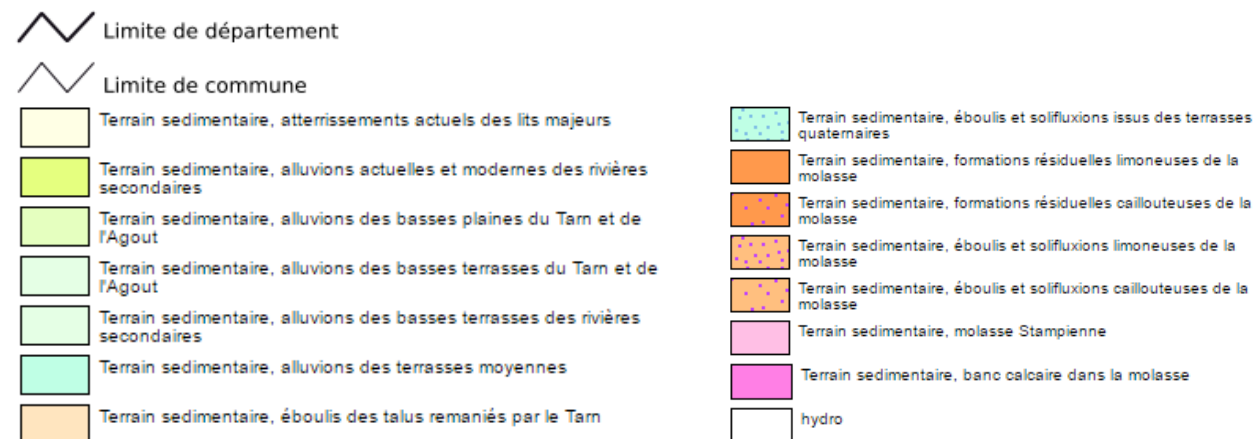 Limite de département
Limite de commune
Terrain sedimentaire, atterrissements actuels des lits majeurs
Terrain sedimentaire, alluvions actuelles et modernes des rivières
secondaires
Terrain sedimentaire, alluvions des basses plaines du Tarn et de
l'Agout
Terrain sedimentaire, alluvions des basses terrasses du Tarn et de
l'Agout
Terrain sedimentaire, alluvions des basses terrasses des rivières
secondaires
Terrain sedimentaire, alluvions des terrasses moyennes
Terrain sedimentaire, éboulis des talus remaniés par le Tarn
Terrain sedimentaire, éboulis et solifluxions issus des terrasses
quaternaires
Terrain sedimentaire, formations résiduelles limoneuses de la
molasse
Terrain sedimentaire, formations résiduelles caillouteuses de la
molasse
Terrain sedimentaire, éboulis et solifluxions limoneuses de la
molasse
Terrain sedimentaire, éboulis et solifluxions caillouteuses de la
molasse
Terrain sedimentaire, molasse Stampienne
Terrain sedimentaire, banc calcaire dans la molasse
hydro